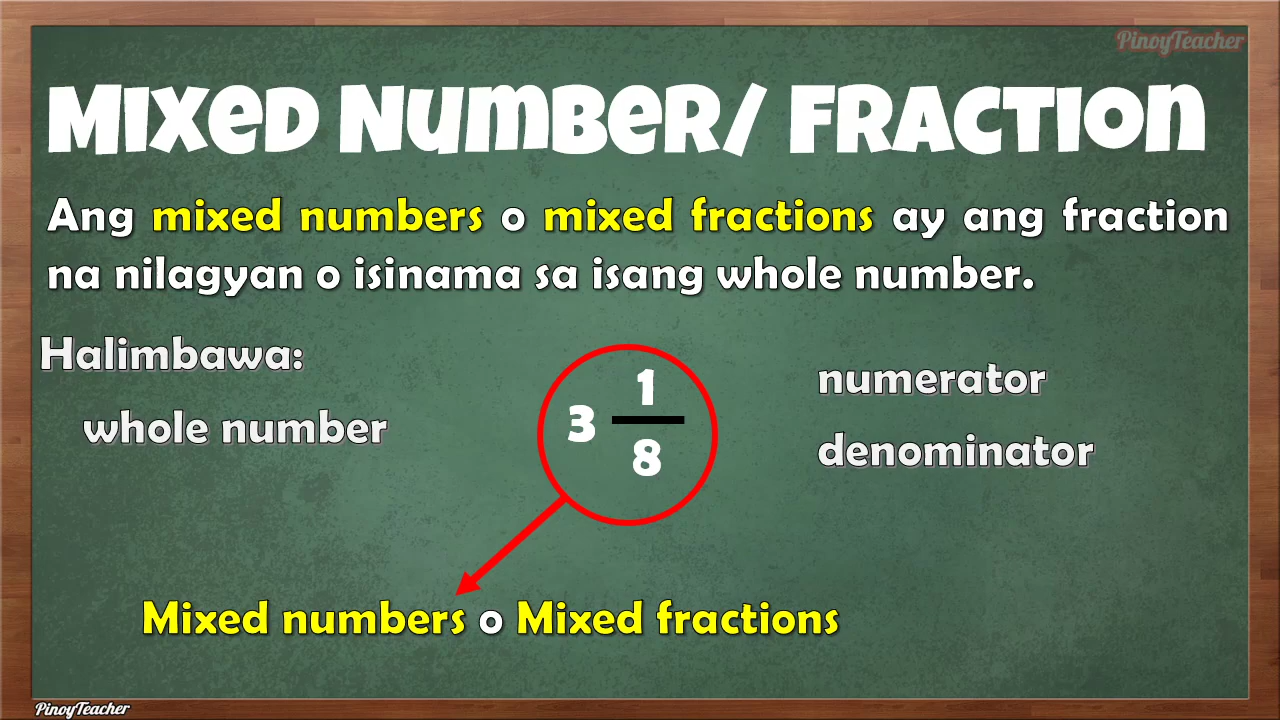 PinoyTeacher
Mixed Number/ Fraction
Ang mixed numbers o mixed fractions ay ang fraction
na nilagyan o isinama sa isang whole number.
Halimbawa:
whole number
3 1/8
numerator
denominator
Mixed numbers o Mixed fractions
PinoyTeacher